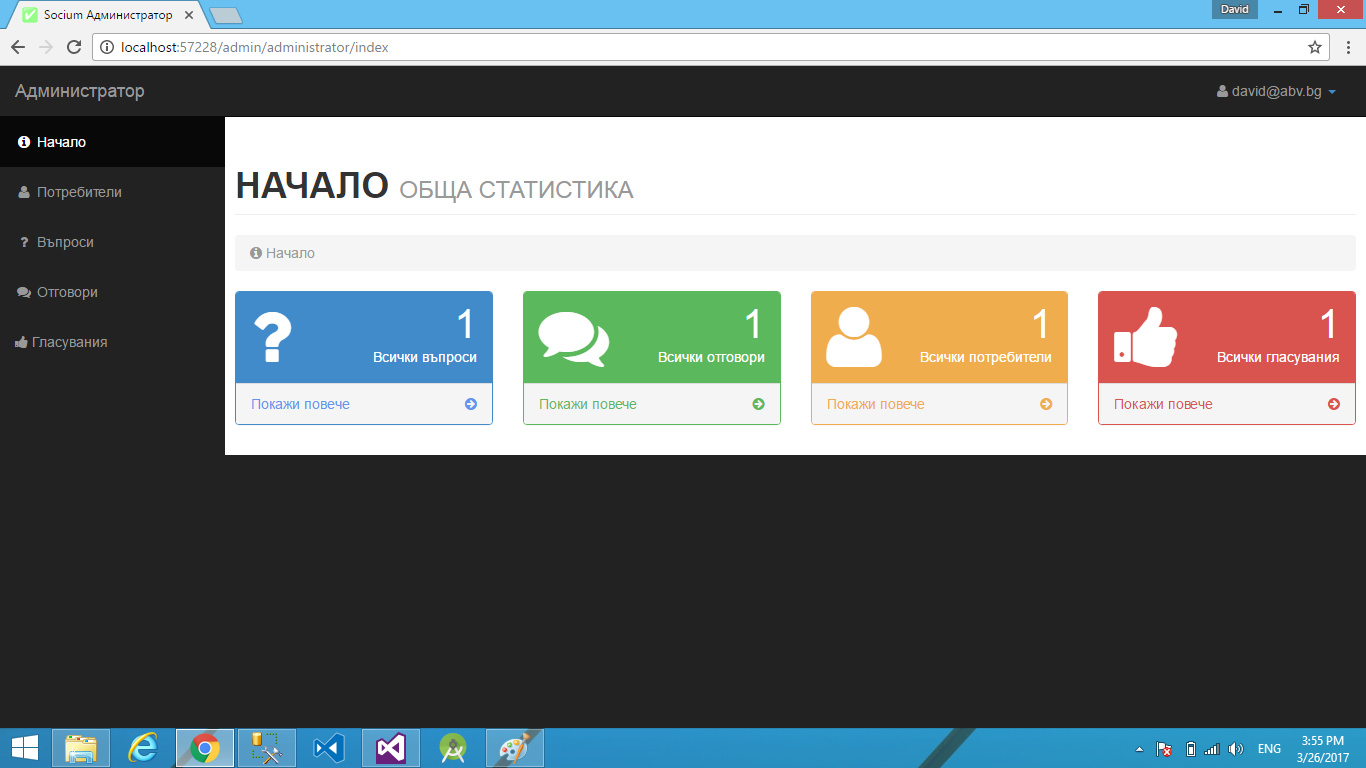 Socium Администратор
David
localhost:57228/admin/administrator/index
Администратор
david@abv.bg
Начало
Потребители
Въпроси
Отговори
Гласувания
НАЧАЛО ОБЩА СТАТИСТИКА
Начало
1
Всички въпроси
Покажи повече
1
Всички отговори
Покажи повече
1
Всички потребители
Покажи повече
1
Всички гласувания
Покажи повече
ENG
3:55 PM
3/26/2017